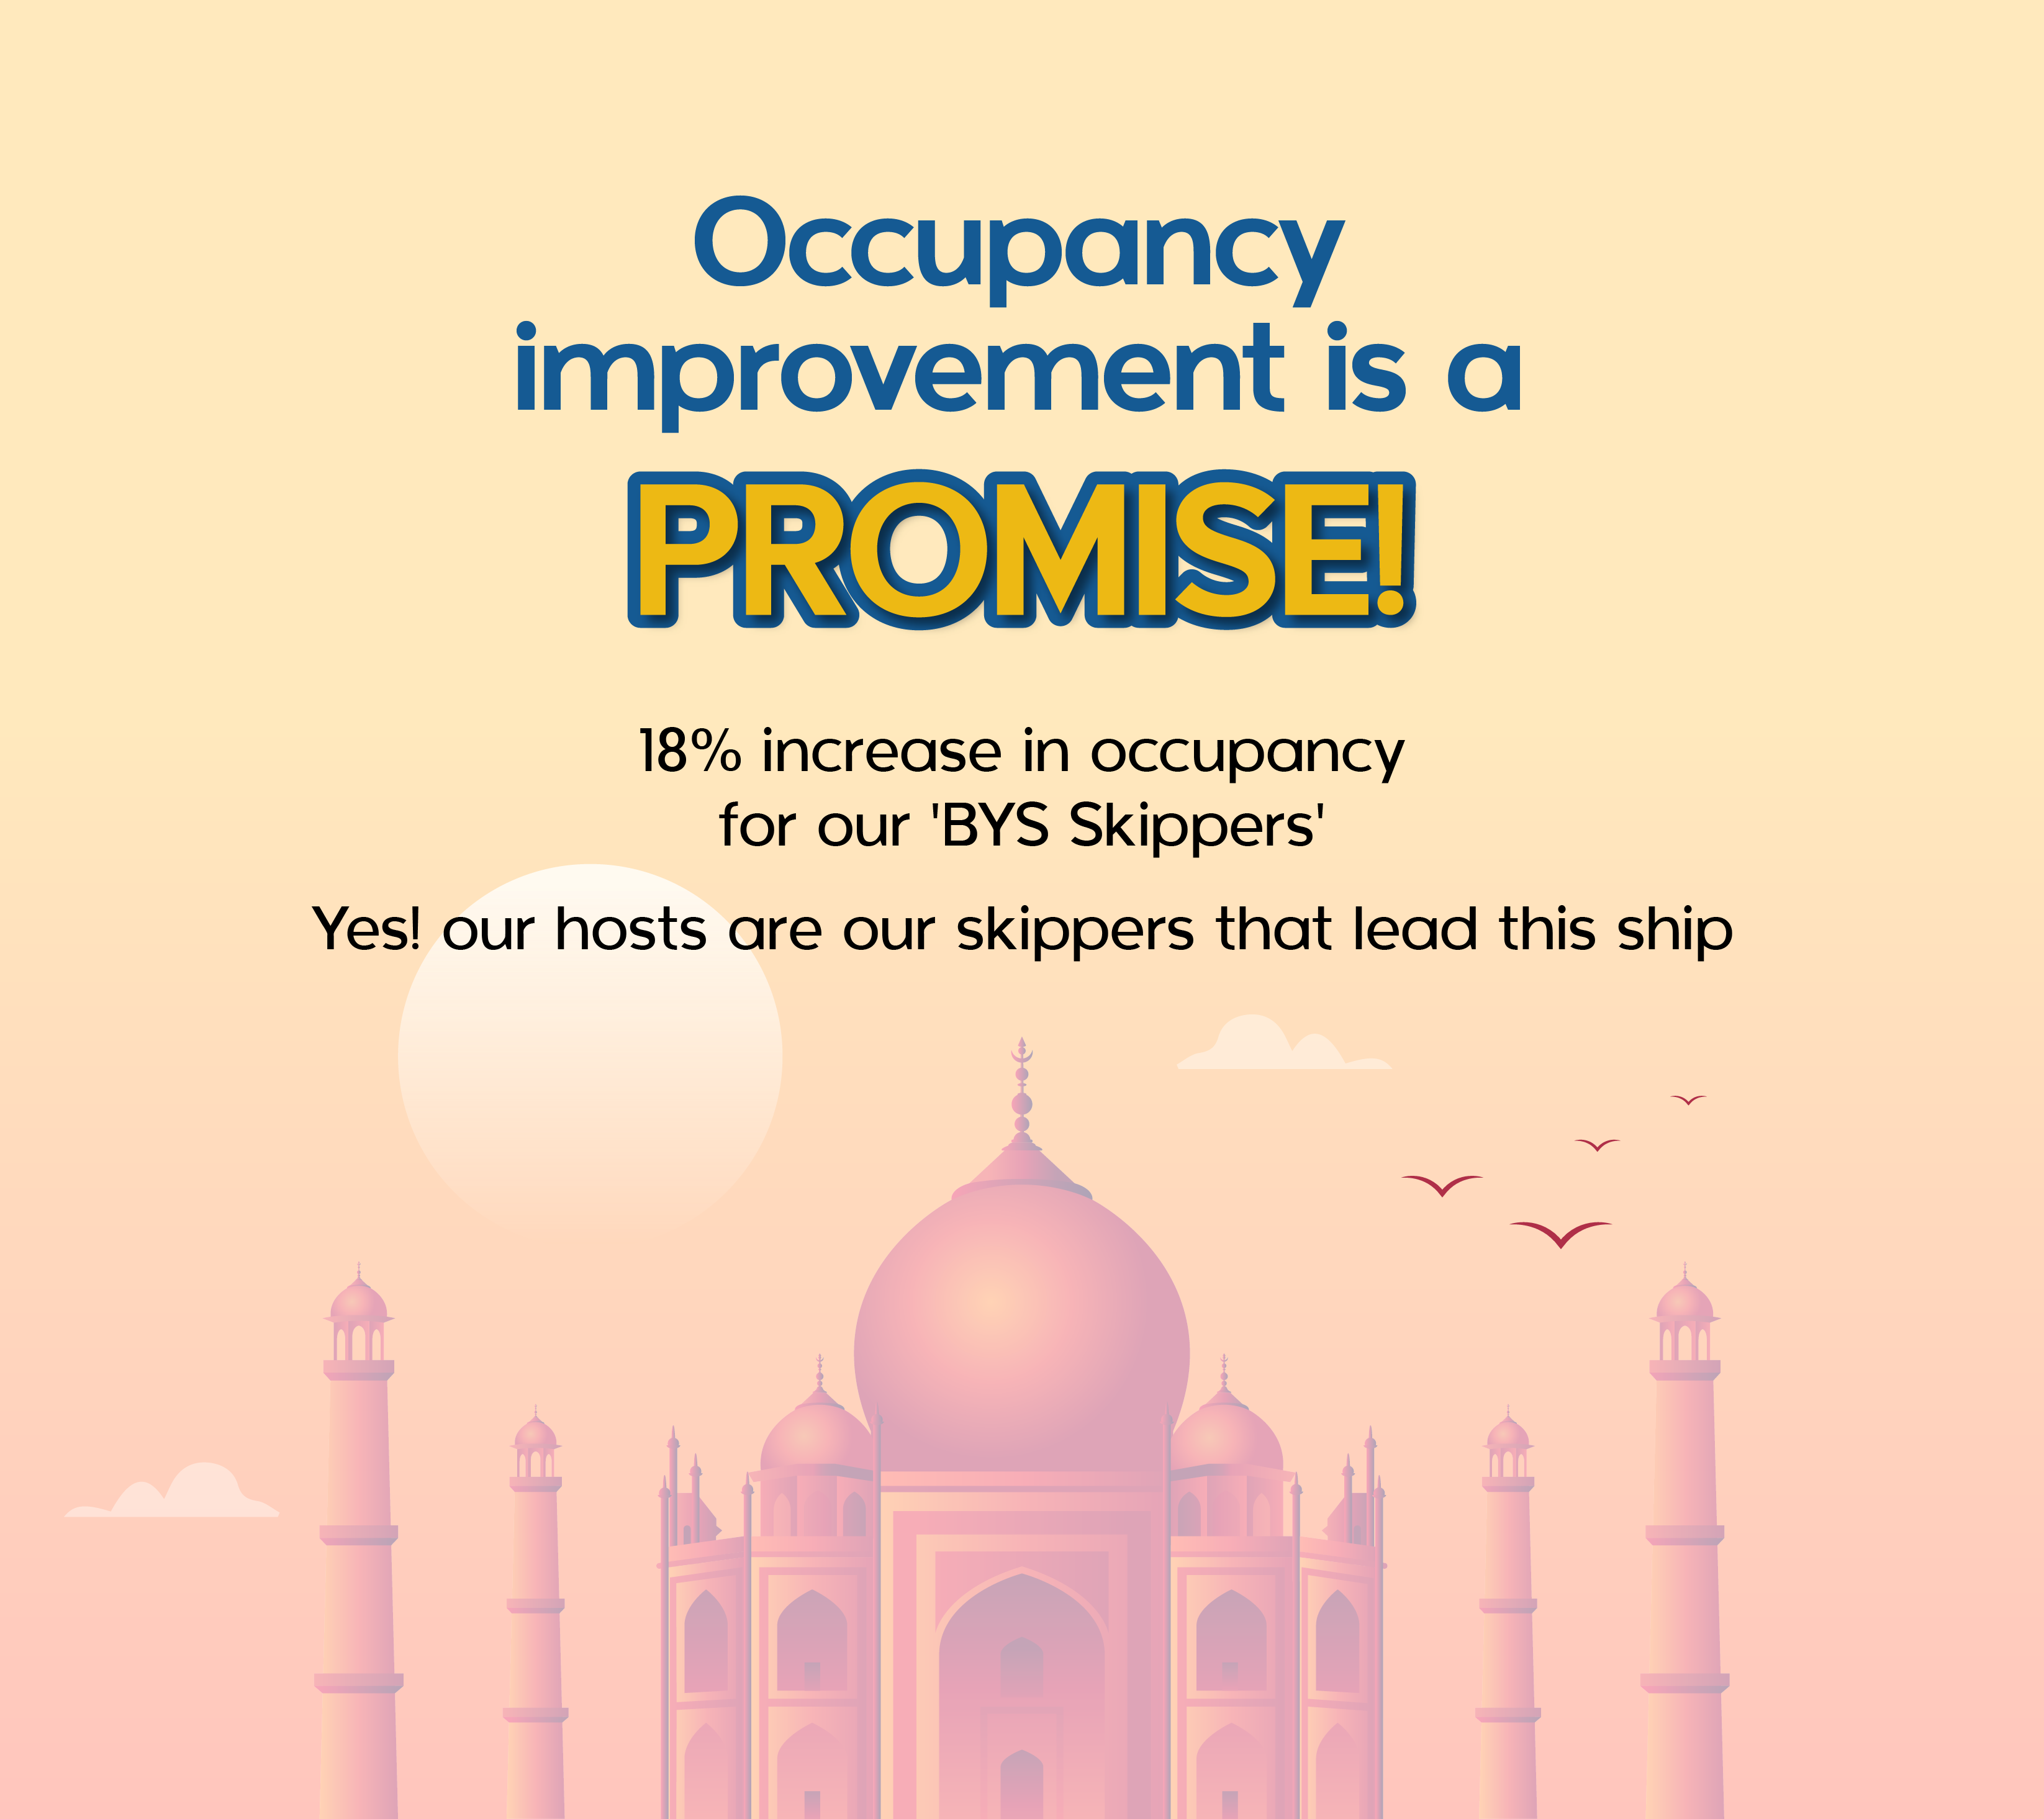 Occupancy
improvement is a
PROMISE!
18% increase in occupancy
for our 'BYS Skippers'
Yes! our hosts are our skippers that lead this ship